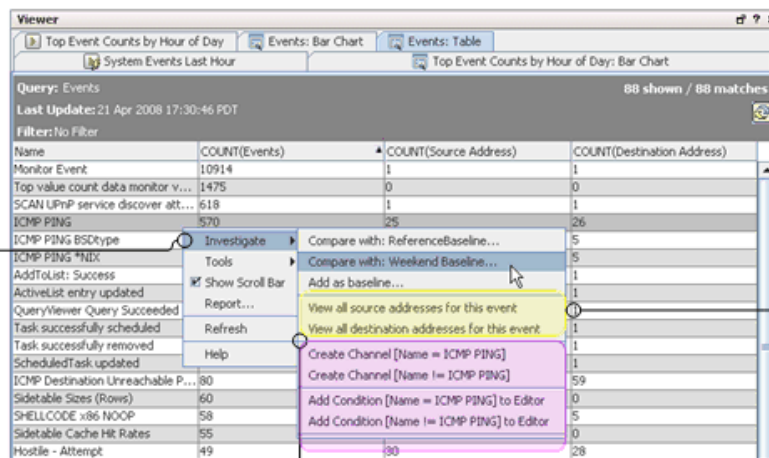 Viewer
Top Event Counts by Hour of Day Events: Bar Chart Events: Table
System Events Last Hour Top Event Counts by Hour of Day: Bar Chart
Query: Events 88 shown / 88 matches
Last Update: 21 Apr 2008 17:30:46 PDT
Filter: No Filter
Name COUNT(Events) COUNT(Source Address) COUNT(Destination Address)
Monitor Event 10914 1 1
Top value count data monitor v... 1475 0 0
SCAN UPnP service discover att... 618 1 1
ICMP PING 570 25 26
ICMP PING BSDtype Investigate Compare with: ReferenceBaseline... 5
ICMP PING *NIX Tools Compare with: Weekend Baseline... 5
AddToList: Success Show Scroll Bar Add as baseline... 1
ActiveList entry updated Report... 1
QueryViewer Query Succeeded View all source addresses for this event
Task successfully scheduled Refresh View all destination addresses for this event 1
Task successfully removed Help Create Channel [Name = ICMP PING] 1
ScheduledTask updated 1
ICMP Destination Unreachable P... 80 Create Channel [Name != ICMP PING] 59
Sidetable Sizes (Rows) 60 Add Condition [Name = ICMP PING] to Editor 0
SHELLCODE x86 NOOP 58 Add Condition [Name != ICMP PING] to Editor 5
Sidetable Cache Hit Rates 55 0
Hostile - Attempt 49 30 28